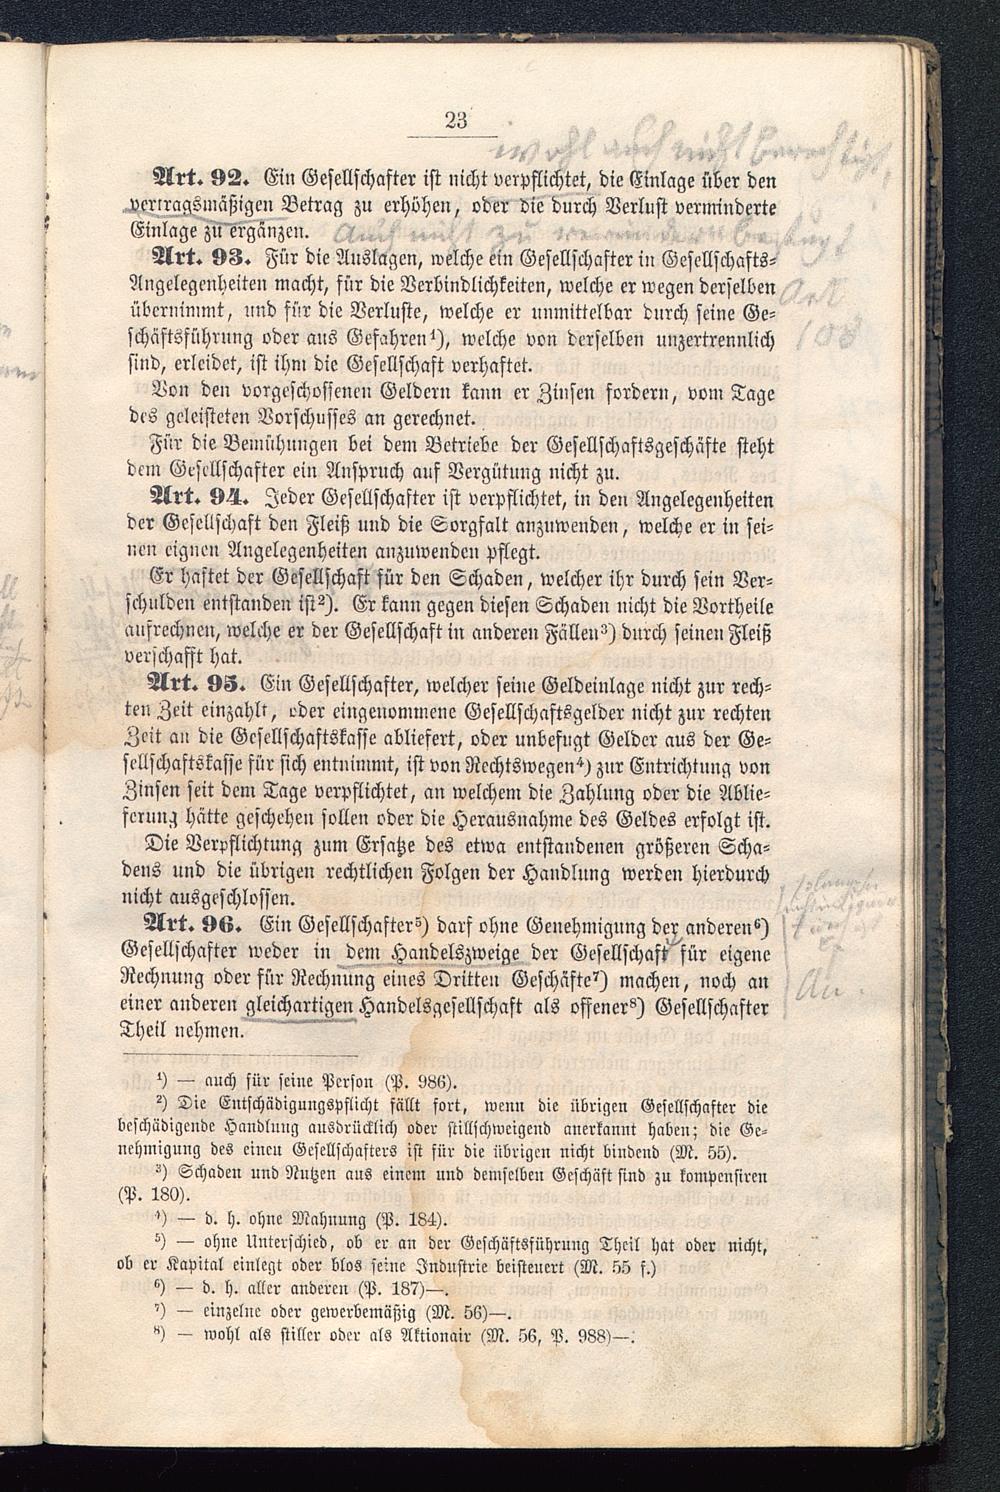 23
wohl auch nicht berechtigt,
Art. 92. Ein Gesellschafter ist nicht verpflichtet, die Einlage über den
vertragsmäßigen Betrag zu erhöhen, oder die durch Verlust verminderte
Einlage zu ergänzen.
Auch nicht zu vermindern befugt
Art
108
Art. 93. Für die Auslagen, welche ein Gesellschafter in Gesellschafts-
Angelegenheiten macht, für die Verbindlichkeiten, welche er wegen derselben
übernimmt, und für die Verluste, welche er unmittelbar durch seine Ge-
schäftsführung oder aus Gefahren¹), welche von derselben unzertrennlich
sind, erleidet, ist ihm die Gesellschaft verhaftet.
Von den vorgeschossenen Geldern kann er Zinsen fordern, vom Tage
des geleisteten Vorschusses an gerechnet.
Für die Bemühungen bei dem Betriebe der Gesellschaftsgeschäfte steht
dem Gesellschafter ein Anspruch auf Vergütung nicht zu.
Art. 94. Jeder Gesellschafter ist verpflichtet, in den Angelegenheiten
der Gesellschaft den Fleiß und die Sorgfalt anzuwenden, welche er in sei-
nen eignen Angelegenheiten anzuwenden pflegt.
Er haftet der Gesellschaft für den Schaden, welcher ihr durch sein Ver-
schulden entstanden ist²). Er kann gegen diesen Schaden nicht die Vortheile
aufrechnen, welche er der Gesellschaft in anderen Fällen³) durch seinen Fleiß
verschafft hat.
Art. 95. Ein Gesellschafter, welcher seine Geldeinlage nicht zur rech-
ten Zeit einzahlt, oder eingenommene Gesellschaftsgelder nicht zur rechten
Zeit an die Gesellschaftskasse abliefert, oder unbefugt Gelder aus der Ge-
sellschaftskasse für sich entnimmt, ist von Rechtswegen⁴) zur Entrichtung von
Zinsen seit dem Tage verpflichtet, an welchem die Zahlung oder die Ablie-
ferung hätte geschehen sollen oder die Herausnahme des Geldes erfolgt ist.
Die Verpflichtung zum Ersatze des etwa entstandenen größeren Scha-
dens und die übrigen rechtlichen Folgen der Handlung werden hierdurch
nicht ausgeschlossen.
Art. 96. Ein Gesellschafter⁵) darf ohne Genehmigung der anderen⁶)
Gesellschafter weder in dem Handelszweige der Gesellschaft für eigene
Rechnung oder für Rechnung eines Dritten Geschäfte⁷) machen, noch an
einer anderen gleichartigen Handelsgesellschaft als offener⁸) Gesellschafter
Theil nehmen.
¹) — auch für seine Person (P. 986).
²) Die Entschädigungspflicht fällt fort, wenn die übrigen Gesellschafter die
beschädigende Handlung ausdrücklich oder stillschweigend anerkannt haben; die Ge-
nehmigung des einen Gesellschafters ist für die übrigen nicht bindend (M. 55).
³) Schaden und Nutzen aus einem und demselben Geschäft sind zu kompensiren
(P. 180).
⁴) — d. h. ohne Mahnung (P. 184).
⁵) — ohne Unterschied, ob er an der Geschäftsführung Theil hat oder nicht,
ob er Kapital einlegt oder blos seine Industrie beisteuert (M. 55 f.)
⁶) — d. h. aller anderen (P. 187)—.
⁷) — einzelne oder gewerbemäßig (M. 56)—.
⁸) — wohl als stiller oder als Aktionair (M. 56, P. 988)—.